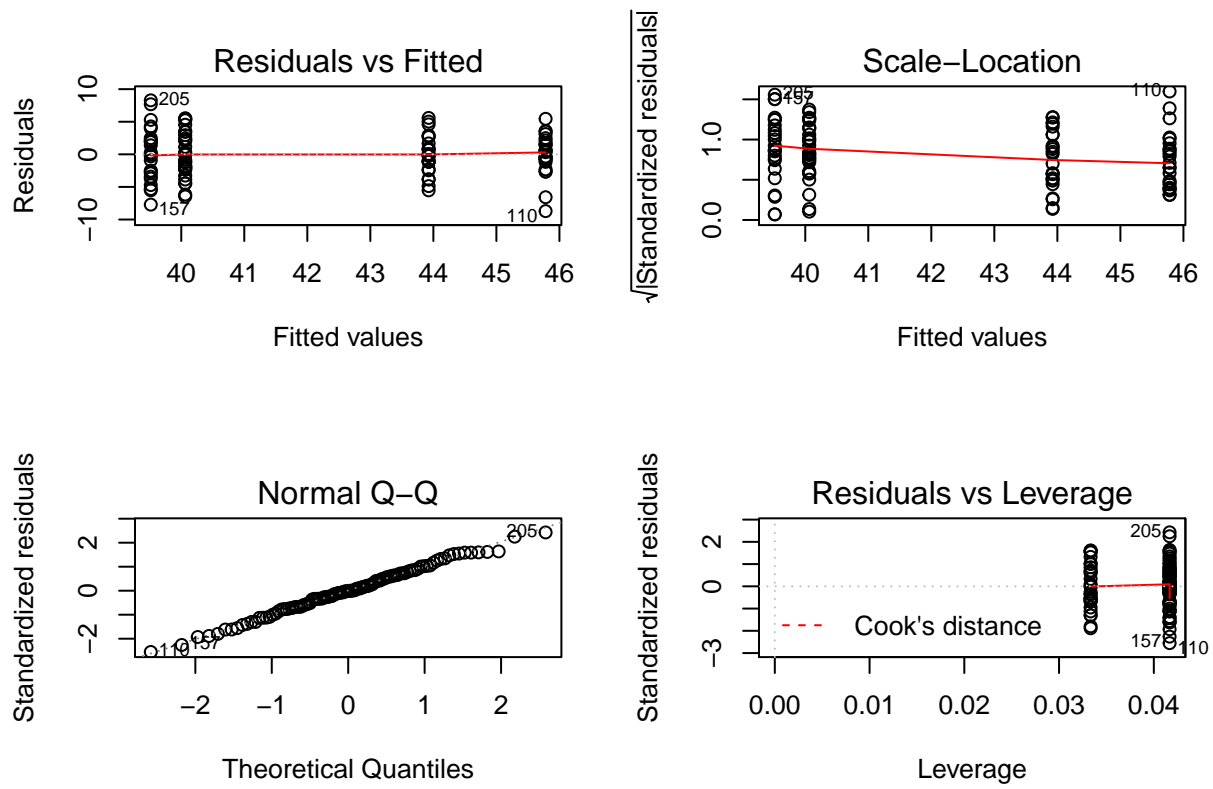 Residuals vs Fitted
Residuals
−10
0
10
205
157
110
40 41 42 43 44 45 46
Fitted values
Scale−Location
√|Standardized residuals|
0.0
1.0
205
157
110
40 41 42 43 44 45 46
Fitted values
Normal Q−Q
Standardized residuals
−2
0
2
205
157
110
−2 −1 0 1 2
Theoretical Quantiles
Residuals vs Leverage
Standardized residuals
−3
0
2
205
Cook's distance
157
110
0.00 0.01 0.02 0.03 0.04
Leverage